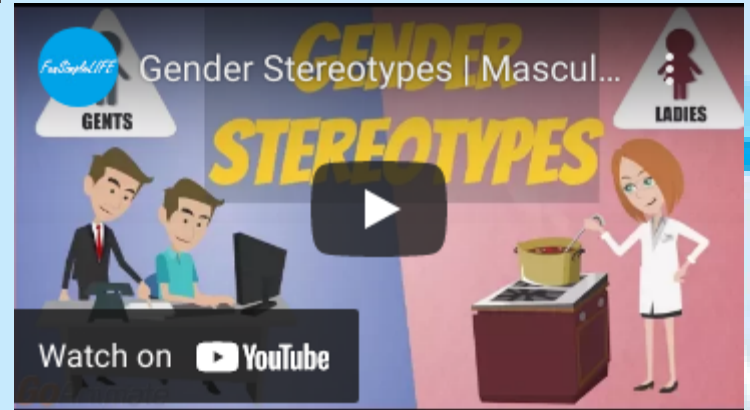 FunSimpleLIFE
Gender Stereotypes | Mascul...
GENDER
GENTS
LADIES
STEREOTYPES
Watch on YouTube